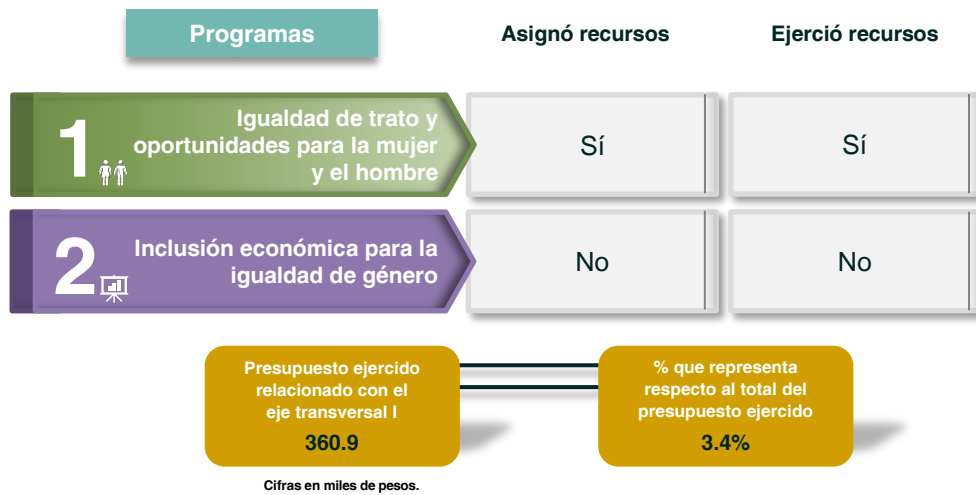 Programas
Asignó recursos
Ejerció recursos
1
Igualdad de trato y
oportunidades para la mujer
y el hombre
Sí
Sí
2
Inclusión económica para la
igualdad de género
No
No
Presupuesto ejercido
relacionado con el
eje transversal I
360.9
% que representa
respecto al total del
presupuesto ejercido
3.4%
Cifras en miles de pesos.